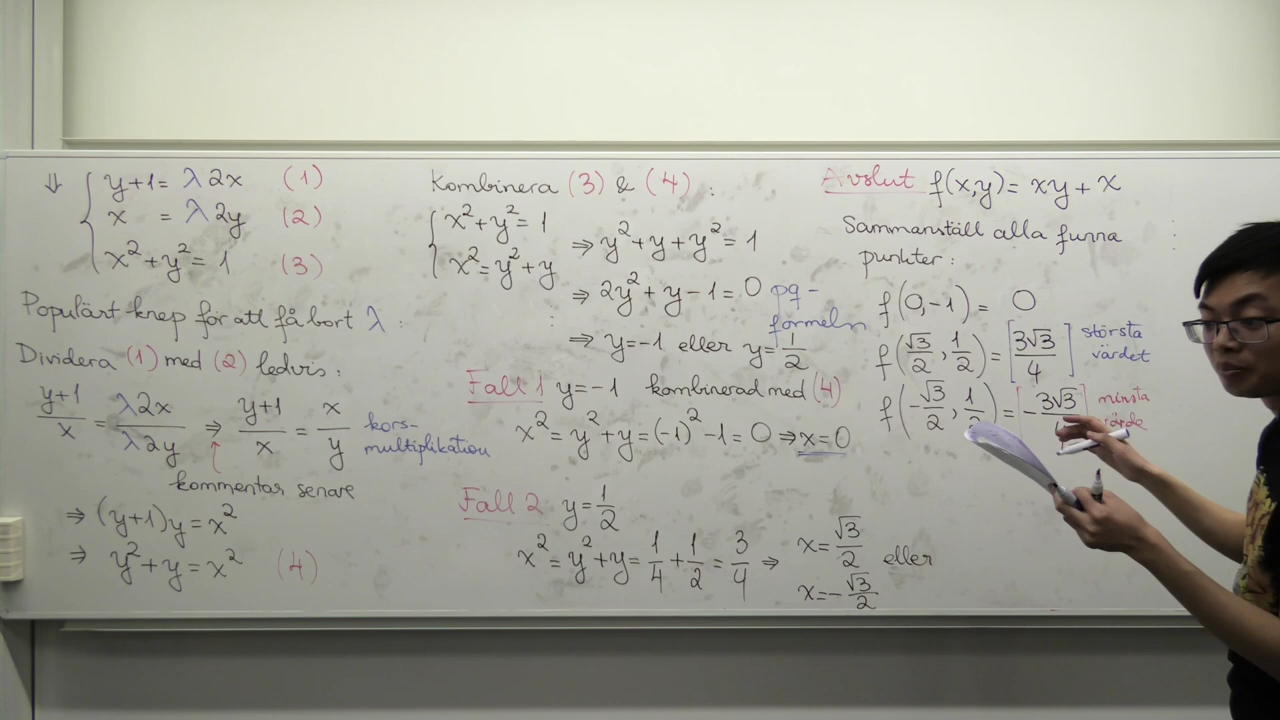 ⇓ { y+1 = λ2x (1)
x = λ2y (2)
x²+y² = 1 (3)
Populärt knep för att få bort λ :
Dividera (1) med (2) ledvis :
(y+1)/x = λ2x/λ2y ⇒ (y+1)/x = x/y kors-
multiplikation
↑ kommentar senare
⇒ (y+1)y = x²
⇒ y²+y = x² (4)
Kombinera (3) & (4) :
{ x²+y² = 1
x² = y²+y
⇒ y²+y+y² = 1
⇒ 2y²+y-1 = 0 pq-
formeln
⇒ y=-1 eller y=1/2
Fall 1 y=-1 kombinerad med (4)
x² = y²+y = (-1)²-1 = 0 ⇒ x=0
Fall 2 y=1/2
x² = y²+y = 1/4+1/2 = 3/4 ⇒ x=√3/2 eller
x=-√3/2
Avslut f(x,y) = xy + x
Sammanställ alla funna
punkter :
f(0,-1) = 0
f(√3/2, 1/2) = [3√3/4] största
värdet
f(-√3/2, 1/2) = [-3√3/ minsta